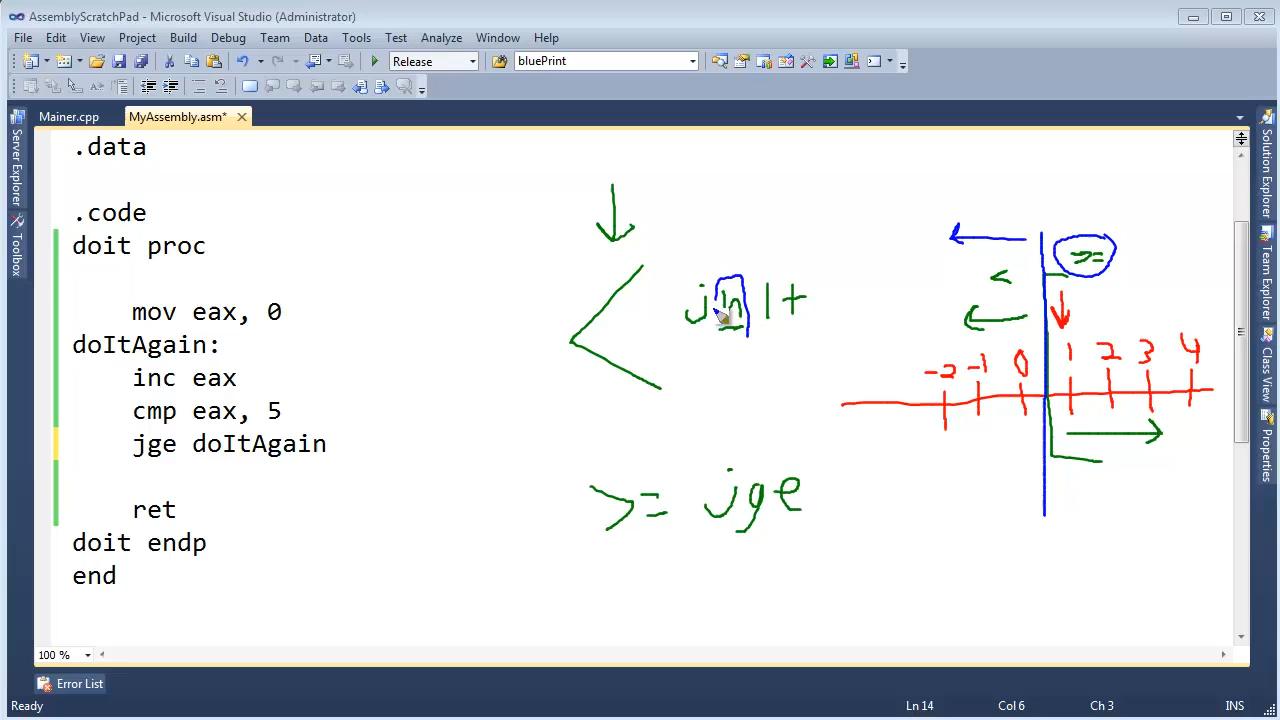 AssemblyScratchPad - Microsoft Visual Studio (Administrator)
File Edit View Project Build Debug Team Data Tools Test Analyze Window Help
Release bluePrint
Mainer.cpp MyAssembly.asm*
Server Explorer
Toolbox
Solution Explorer
Team Explorer
Class View
Properties
.data
.code
doit proc
mov eax, 0
doItAgain:
inc eax
cmp eax, 5
jge doItAgain
ret
doit endp
end
>=
<
jnlt
-2 -1 0 1 2 3 4
>= jge
100 %
Error List
Ln 14 Col 6 Ch 3 INS